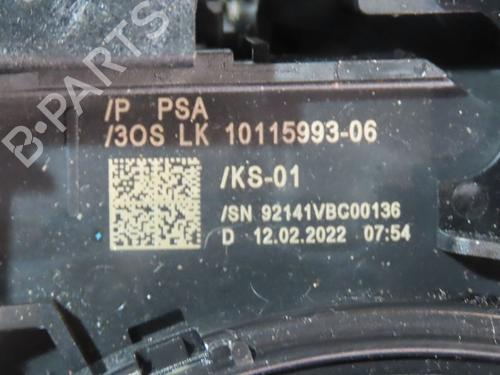 /P PSA
/3OS LK 10115993-06
/KS-01
/SN 92141VBC00136
D 12.02.2022 07:54
B-PARTS